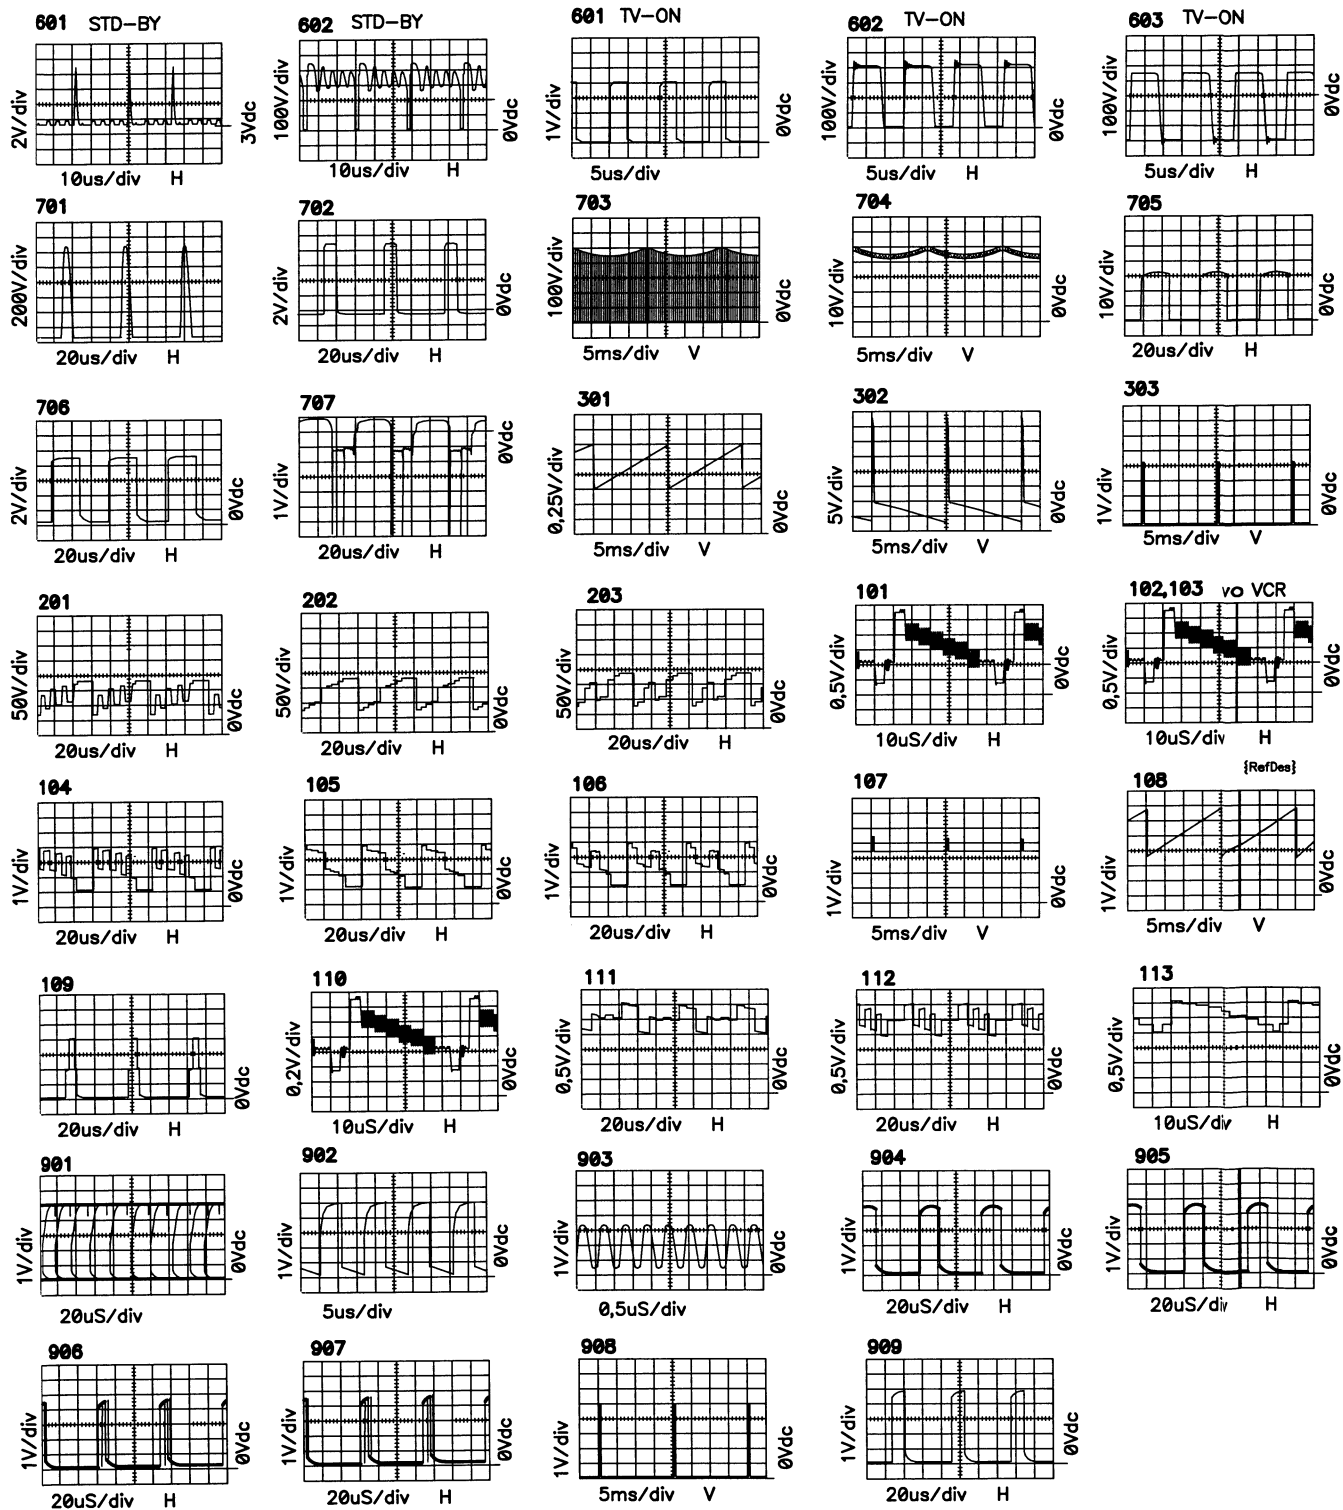 601 STD-BY
2V/div
3Vdc
10us/div H
602 STD-BY
100V/div
0Vdc
10us/div H
601 TV-ON
1V/div
0Vdc
5us/div
602 TV-ON
100V/div
0Vdc
5us/div H
603 TV-ON
100V/div
0Vdc
5us/div H
701
200V/div
20us/div H
702
2V/div
0Vdc
20us/div H
703
100V/div
0Vdc
5ms/div V
704
10V/div
0Vdc
5ms/div V
705
10V/div
0Vdc
20us/div H
706
2V/div
0Vdc
20us/div H
707
1V/div
0Vdc
20us/div H
301
0,25V/div
0Vdc
5ms/div V
302
5V/div
0Vdc
5ms/div V
303
1V/div
0Vdc
5ms/div V
201
50V/div
0Vdc
20us/div H
202
50V/div
0Vdc
20us/div H
203
50V/div
0Vdc
20us/div H
101
0,5V/div
0Vdc
10uS/div H
102,103 vo VCR
0,5V/div
0Vdc
10uS/div H
104
1V/div
0Vdc
20us/div H
105
1V/div
0Vdc
20us/div H
106
1V/div
0Vdc
20us/div H
107
1V/div
0Vdc
5ms/div V
{RefDes}
108
1V/div
0Vdc
5ms/div V
109
0Vdc
20us/div H
110
0,2V/div
0Vdc
10uS/div H
111
0,5V/div
0Vdc
20us/div H
112
0,5V/div
0Vdc
20us/div H
113
0,5V/div
0Vdc
10uS/div H
901
1V/div
0Vdc
20uS/div
902
1V/div
0Vdc
5us/div
903
1V/div
0Vdc
0,5uS/div
904
1V/div
0Vdc
20uS/div H
905
1V/div
0Vdc
20uS/div H
906
1V/div
0Vdc
20uS/div H
907
1V/div
0Vdc
20uS/div H
908
1V/div
0Vdc
5ms/div V
909
1V/div
0Vdc
20us/div H